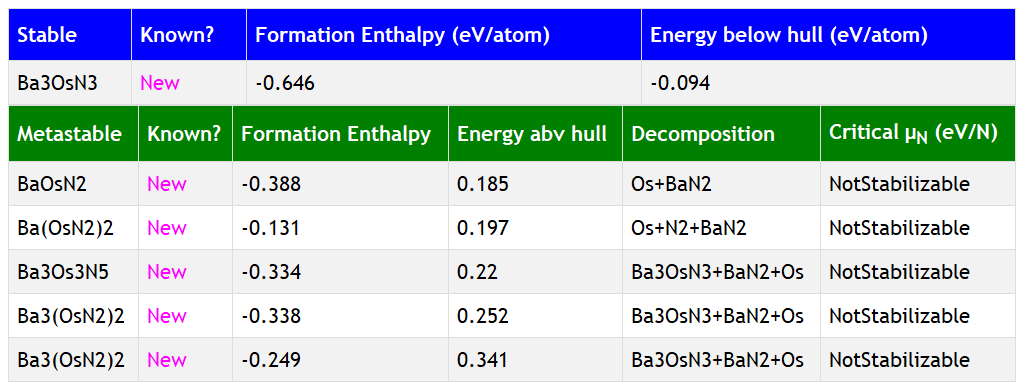 Stable Known? Formation Enthalpy (eV/atom) Energy below hull (eV/atom)
Ba3OsN3 New -0.646 -0.094
Metastable Known? Formation Enthalpy Energy abv hull Decomposition Critical μN (eV/N)
BaOsN2 New -0.388 0.185 Os+BaN2 NotStabilizable
Ba(OsN2)2 New -0.131 0.197 Os+N2+BaN2 NotStabilizable
Ba3Os3N5 New -0.334 0.22 Ba3OsN3+BaN2+Os NotStabilizable
Ba3(OsN2)2 New -0.338 0.252 Ba3OsN3+BaN2+Os NotStabilizable
Ba3(OsN2)2 New -0.249 0.341 Ba3OsN3+BaN2+Os NotStabilizable